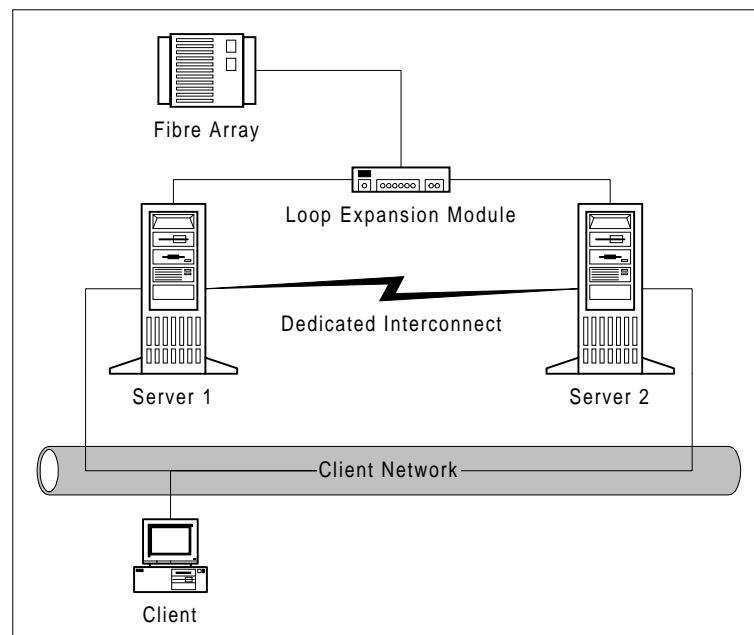 Fibre Array
Loop Expansion Module
Dedicated Interconnect
Server 1
Server 2
Client Network
Client